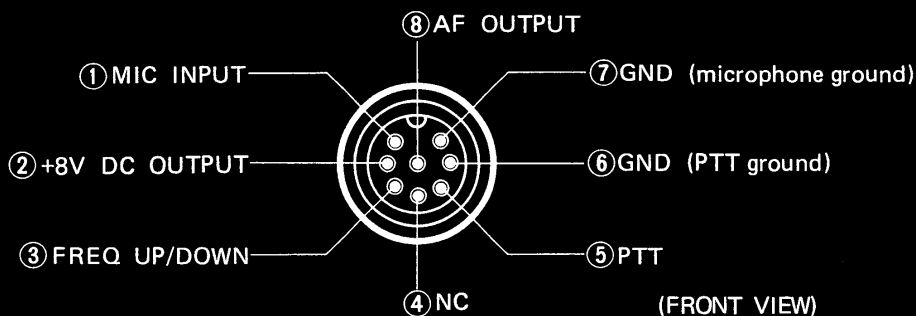 ⑧AF OUTPUT
①MIC INPUT
⑦GND (microphone ground)
②+8V DC OUTPUT
⑥GND (PTT ground)
③FREQ UP/DOWN
⑤PTT
④NC
(FRONT VIEW)